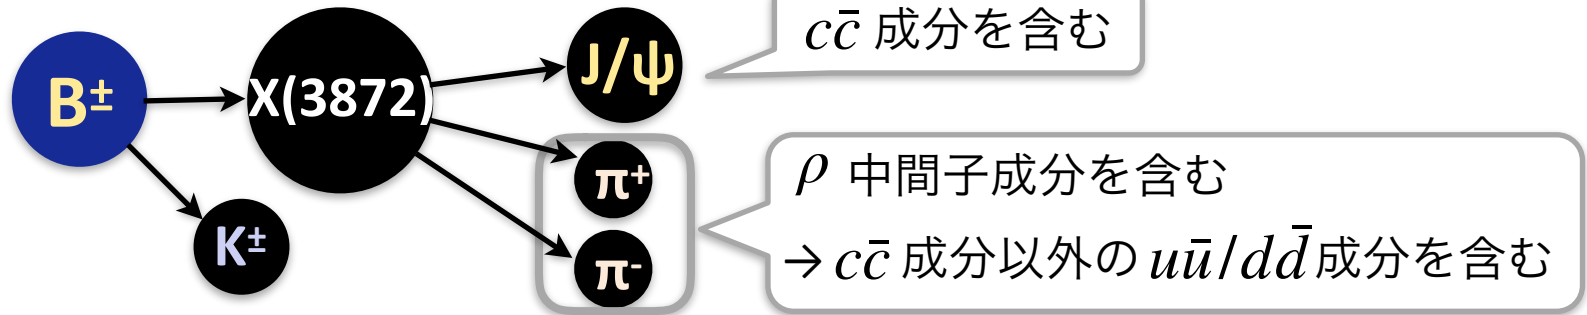 B±
X(3872)
J/ψ
π+
π-
K±
cc̄ 成分を含む
ρ 中間子成分を含む
→ cc̄ 成分以外の uū/dd̄ 成分を含む